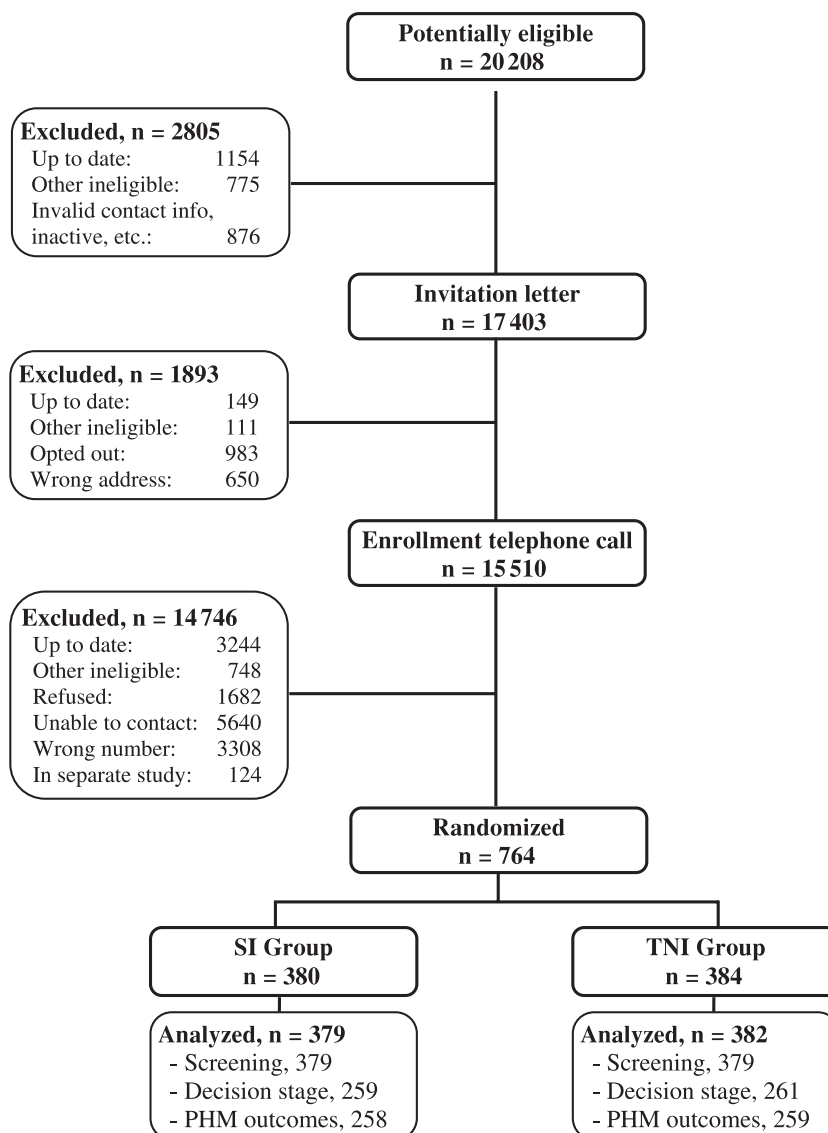 Potentially eligible
n = 20 208
Excluded, n = 2805
Up to date: 1154
Other ineligible: 775
Invalid contact info,
inactive, etc.: 876
Invitation letter
n = 17 403
Excluded, n = 1893
Up to date: 149
Other ineligible: 111
Opted out: 983
Wrong address: 650
Enrollment telephone call
n = 15 510
Excluded, n = 14 746
Up to date: 3244
Other ineligible: 748
Refused: 1682
Unable to contact: 5640
Wrong number: 3308
In separate study: 124
Randomized
n = 764
SI Group
n = 380
Analyzed, n = 379
- Screening, 379
- Decision stage, 259
- PHM outcomes, 258
TNI Group
n = 384
Analyzed, n = 382
- Screening, 379
- Decision stage, 261
- PHM outcomes, 259